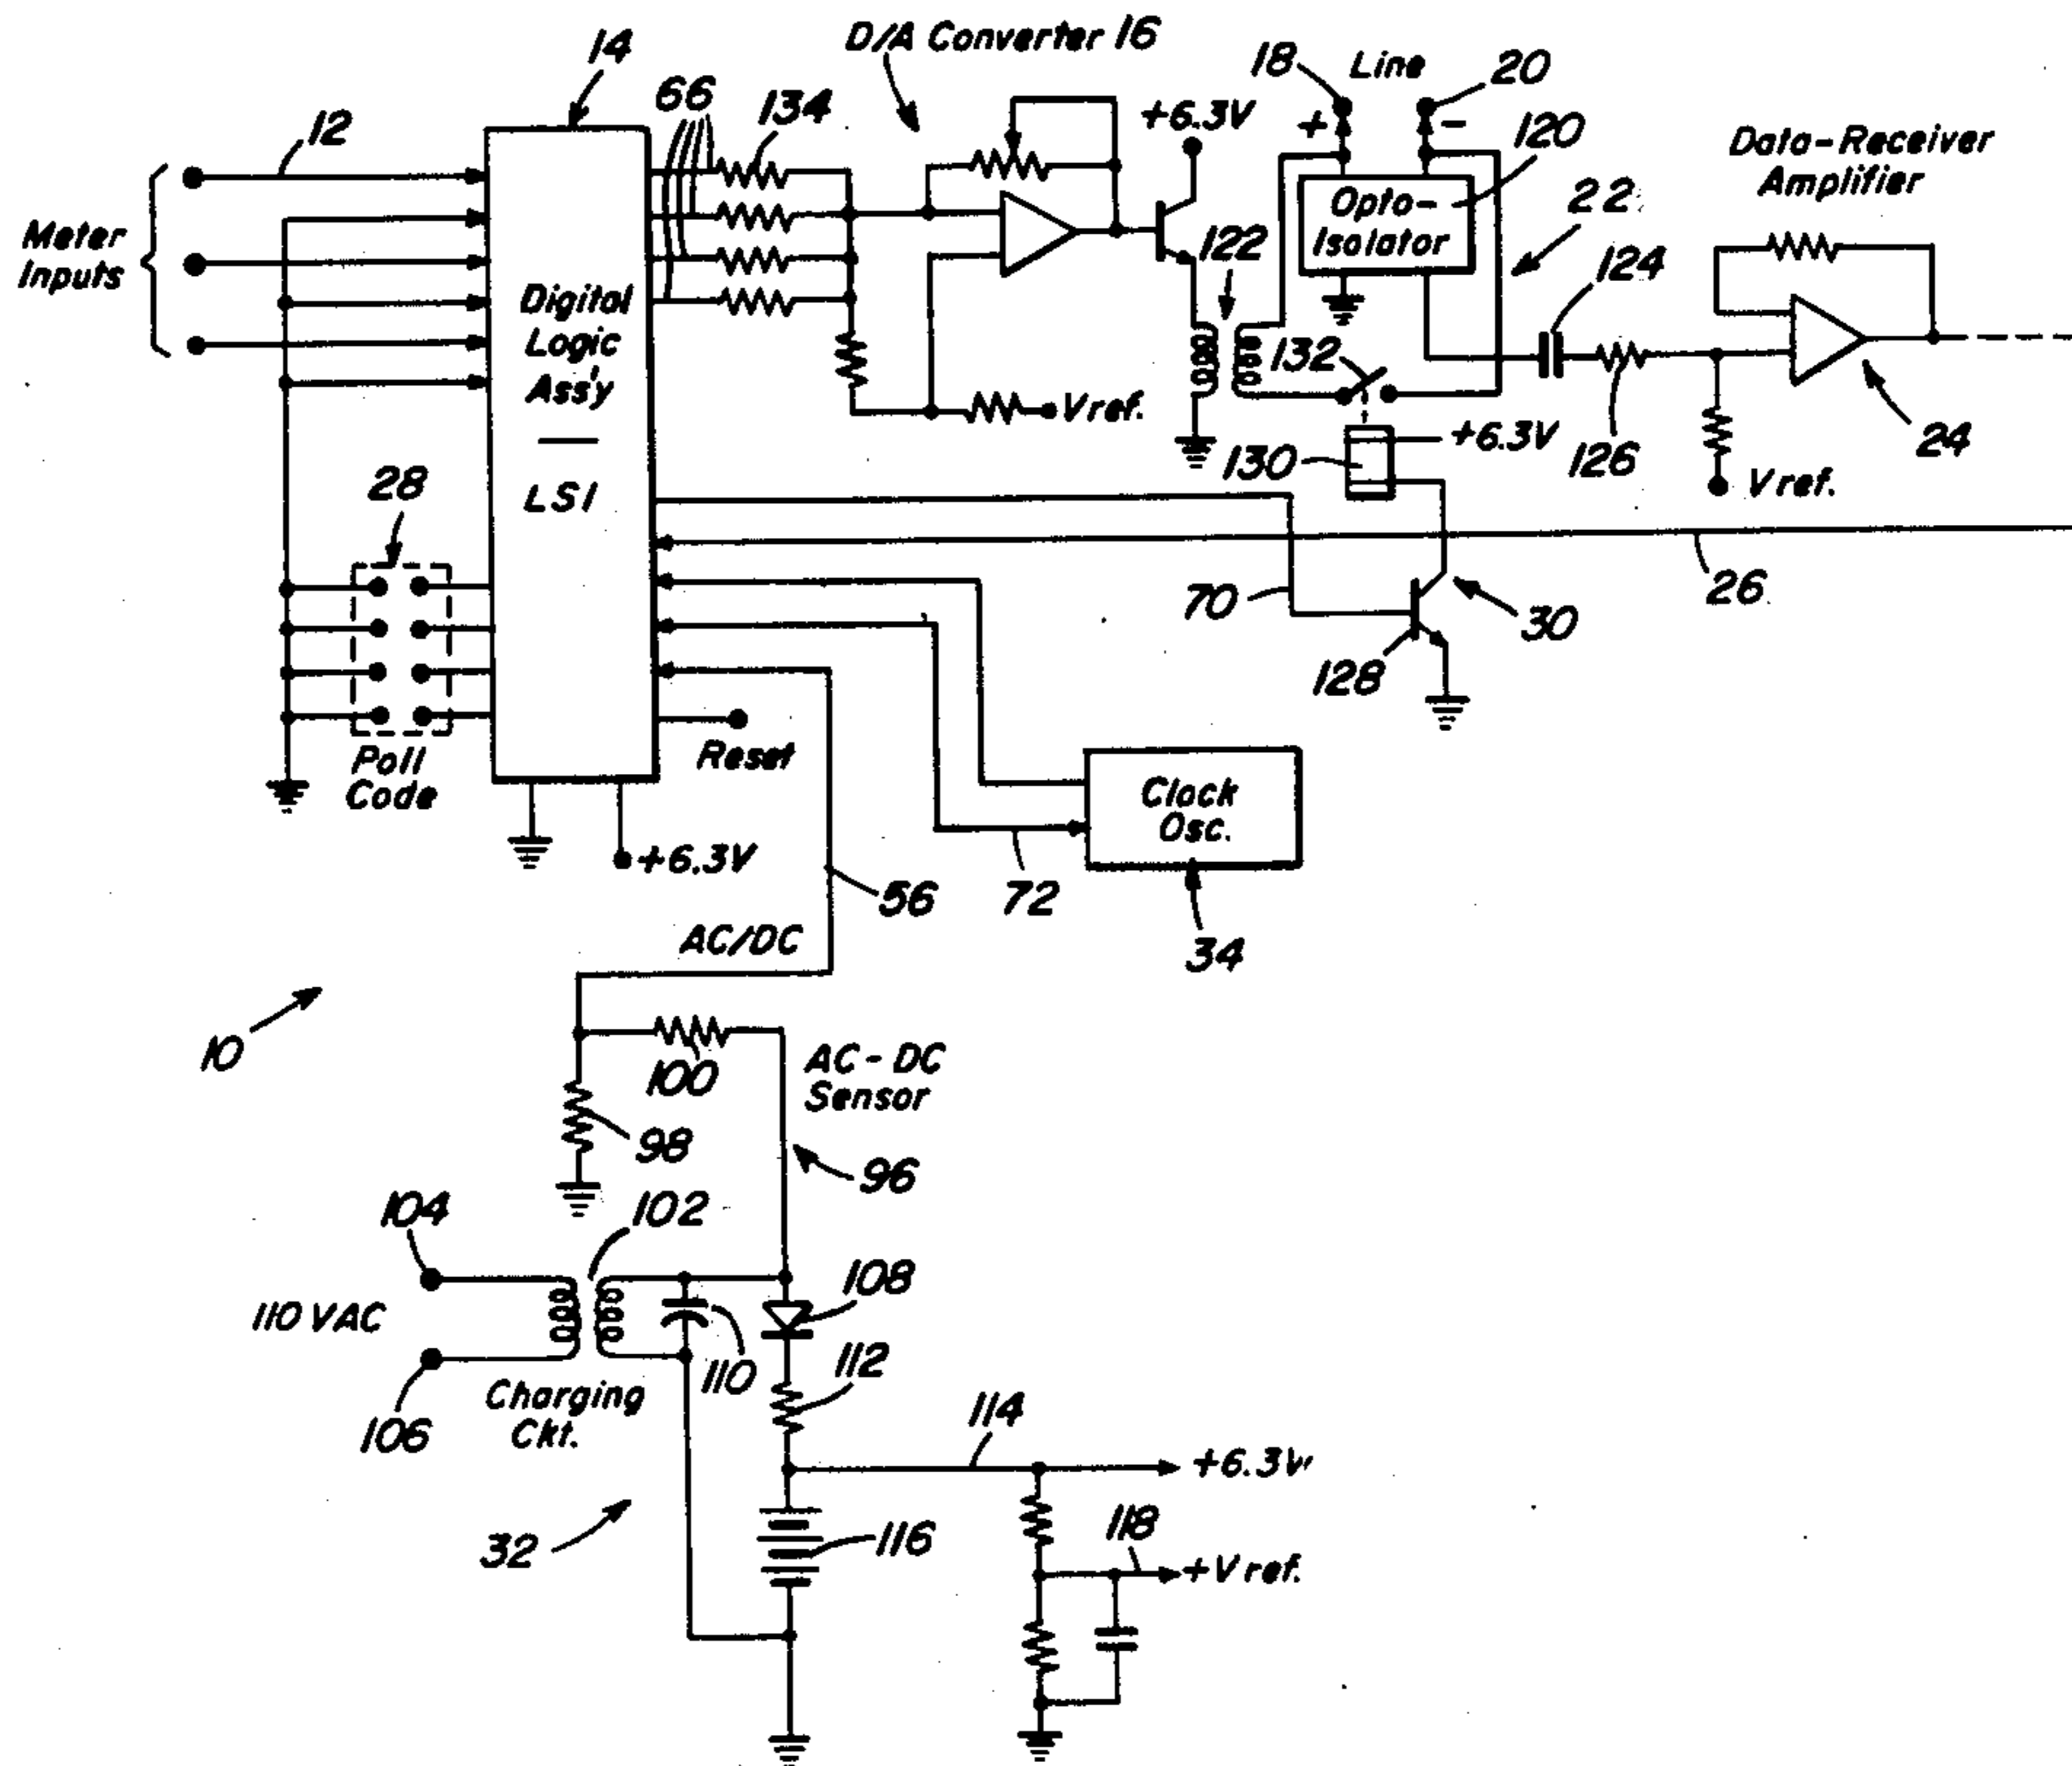 14
D/A Converter 16
18
Line
20
66
134
+6.3V
12
+
-
120
Data-Receiver
Amplifier
Meter
Inputs
Opto-
Isolator
22
122
124
Digital
Logic
Ass'y
LSI
132
Vref.
+6.3V
130
126
24
Vref.
28
70
26
30
128
Poll
Code
Reset
Clock
Osc.
+6.3V
56
72
34
AC/DC
10
100
AC-DC
Sensor
98
96
104
102
108
110 VAC
110
112
106
Charging
Ckt.
114
+6.3V
32
116
118
+Vref.